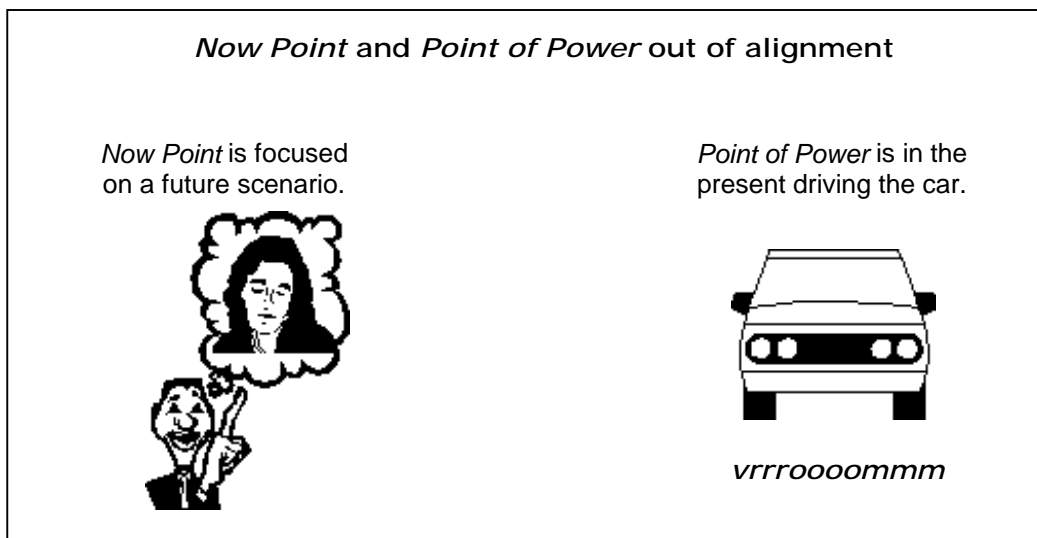 Now Point and Point of Power out of alignment
Now Point is focused
on a future scenario.
Point of Power is in the
present driving the car.
vrrroooommm